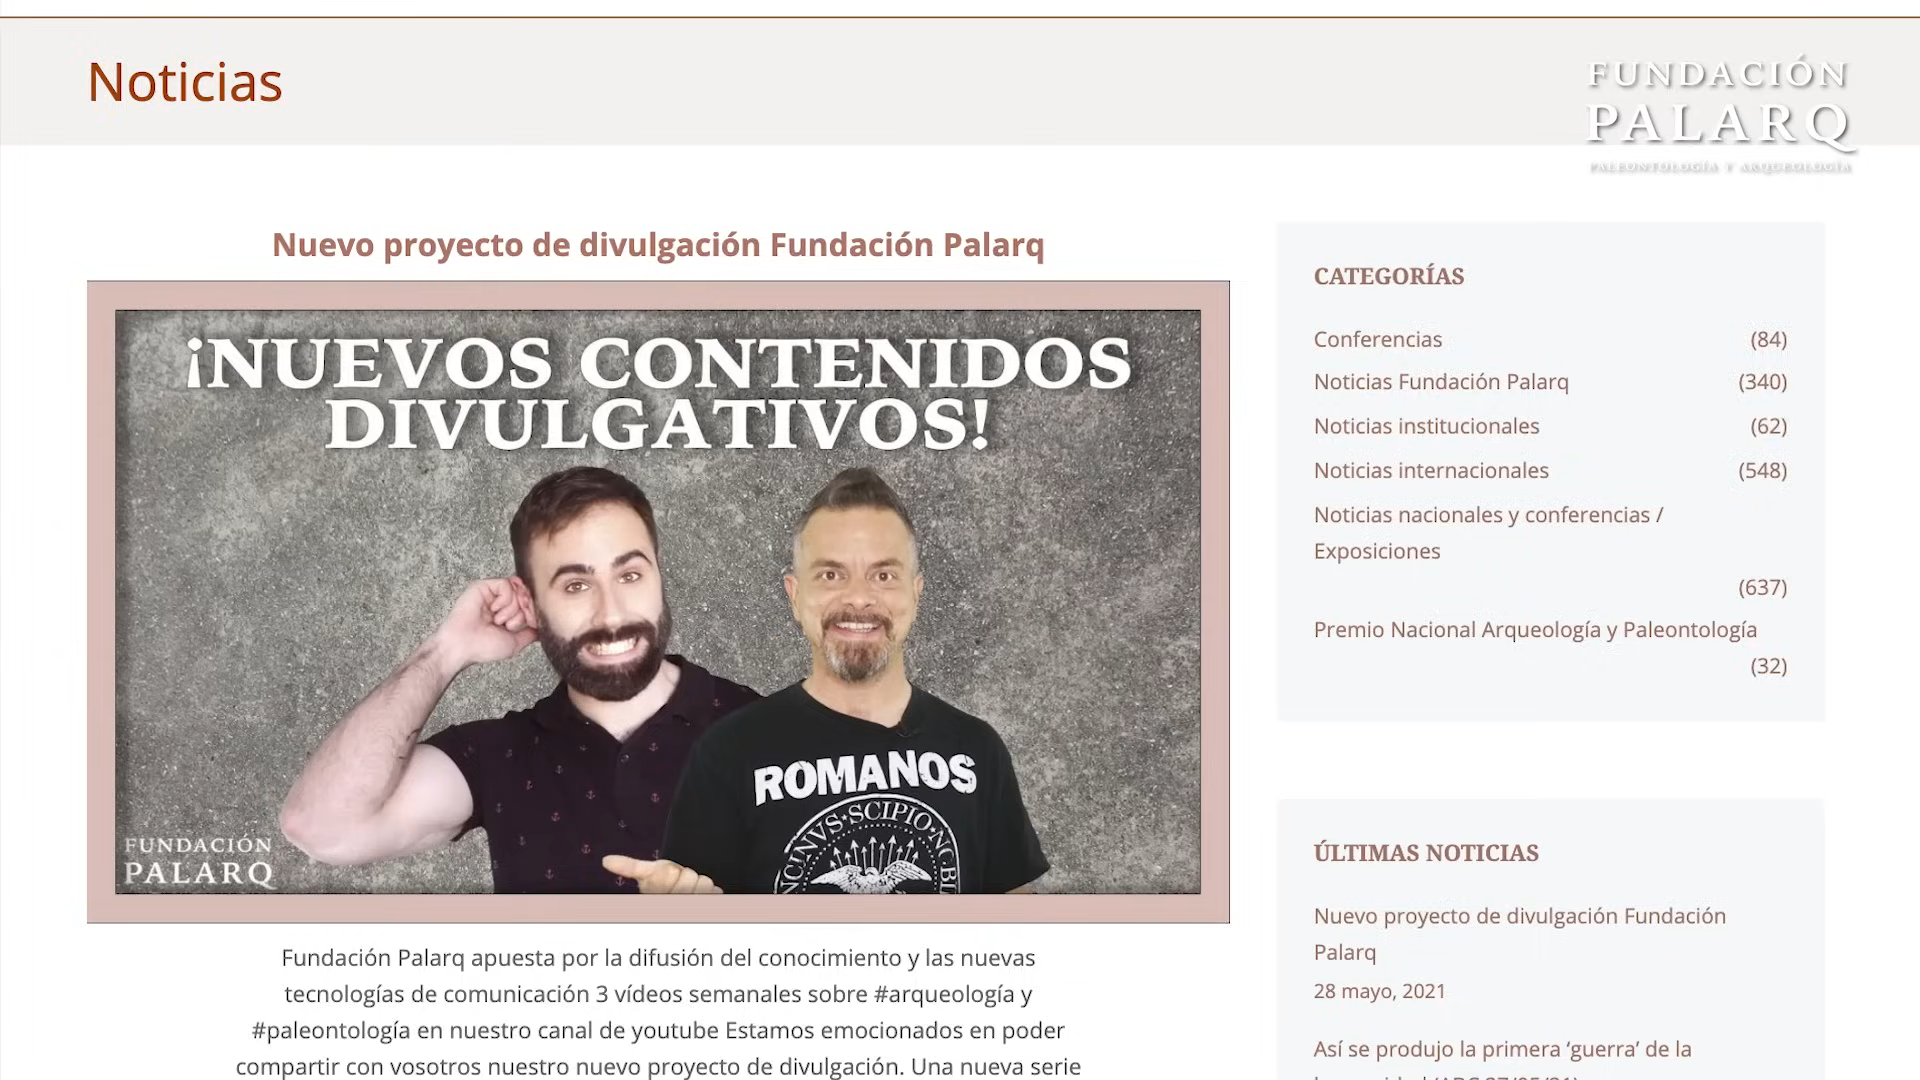 Noticias
FUNDACIÓN
PALARQ
PALEONTOLOGÍA Y ARQUEOLOGÍA
Nuevo proyecto de divulgación Fundación Palarq
¡NUEVOS CONTENIDOS
DIVULGATIVOS!
ROMANOS
SCIPIO
FUNDACIÓN
PALARQ
Fundación Palarq apuesta por la difusión del conocimiento y las nuevas
tecnologías de comunicación 3 vídeos semanales sobre #arqueología y
#paleontología en nuestro canal de youtube Estamos emocionados en poder
compartir con vosotros nuestro nuevo proyecto de divulgación. Una nueva serie
CATEGORÍAS
Conferencias (84)
Noticias Fundación Palarq (340)
Noticias institucionales (62)
Noticias internacionales (548)
Noticias nacionales y conferencias /
Exposiciones
(637)
Premio Nacional Arqueología y Paleontología
(32)
ÚLTIMAS NOTICIAS
Nuevo proyecto de divulgación Fundación
Palarq
28 mayo, 2021
Así se produjo la primera ‘guerra’ de la